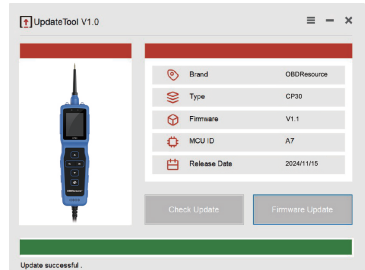 UpdateTool V1.0
Brand OBDResource
Type CP30
Firmware V1.1
MCU ID A7
Release Date 2024/11/15
Check Update Firmware Update
Update successful .